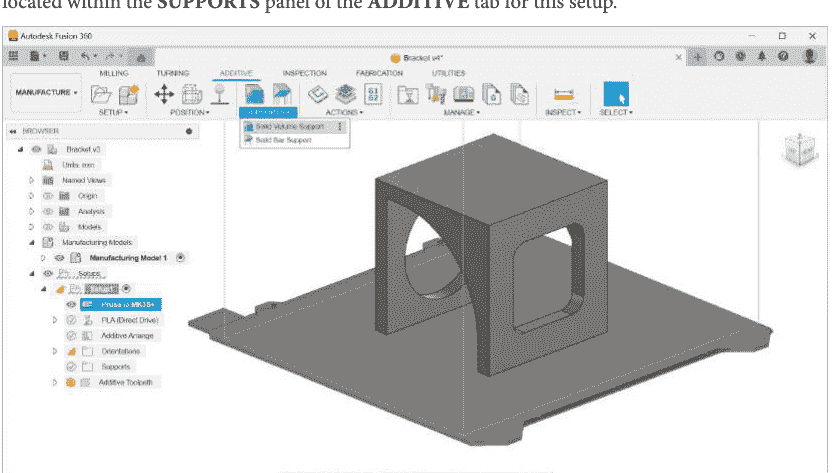 located within the SUPPORTS panel of the ADDITIVE tab for this setup.
Autodesk Fusion 360
Bracket v4*
MILLING TURNING ADDITIVE INSPECTION FABRICATION UTILITIES
MANUFACTURE
G1
G2
SETUP POSITION ACTIONS MANAGE INSPECT SELECT
Solid Volume Support
Solid Bar Support
BROWSER
Bracket v3
Units: mm
Named Views
Origin
Analysis
Models
Manufacturing Models
Manufacturing Model 1
Setups
Prusa i3 MK3S+
PLA (Direct Drive)
Additive Arrange
Orientations
Supports
Additive Toolpath